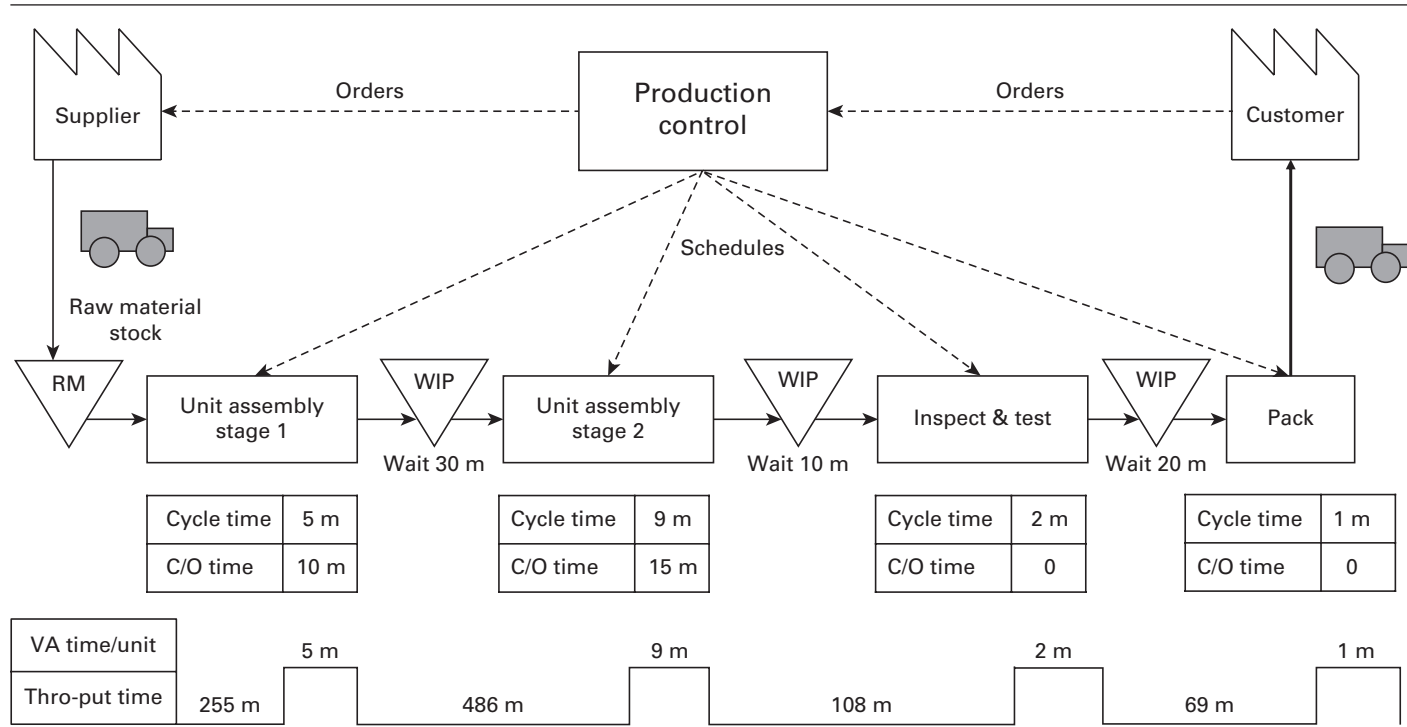 Supplier
Orders
Production
control
Orders
Customer
Schedules
Raw material
stock
RM
Unit assembly
stage 1
WIP
Wait 30 m
Unit assembly
stage 2
WIP
Wait 10 m
Inspect & test
WIP
Wait 20 m
Pack
Cycle time 5 m
C/O time 10 m
Cycle time 9 m
C/O time 15 m
Cycle time 2 m
C/O time 0
Cycle time 1 m
C/O time 0
VA time/unit 5 m 9 m 2 m 1 m
Thro-put time 255 m 486 m 108 m 69 m